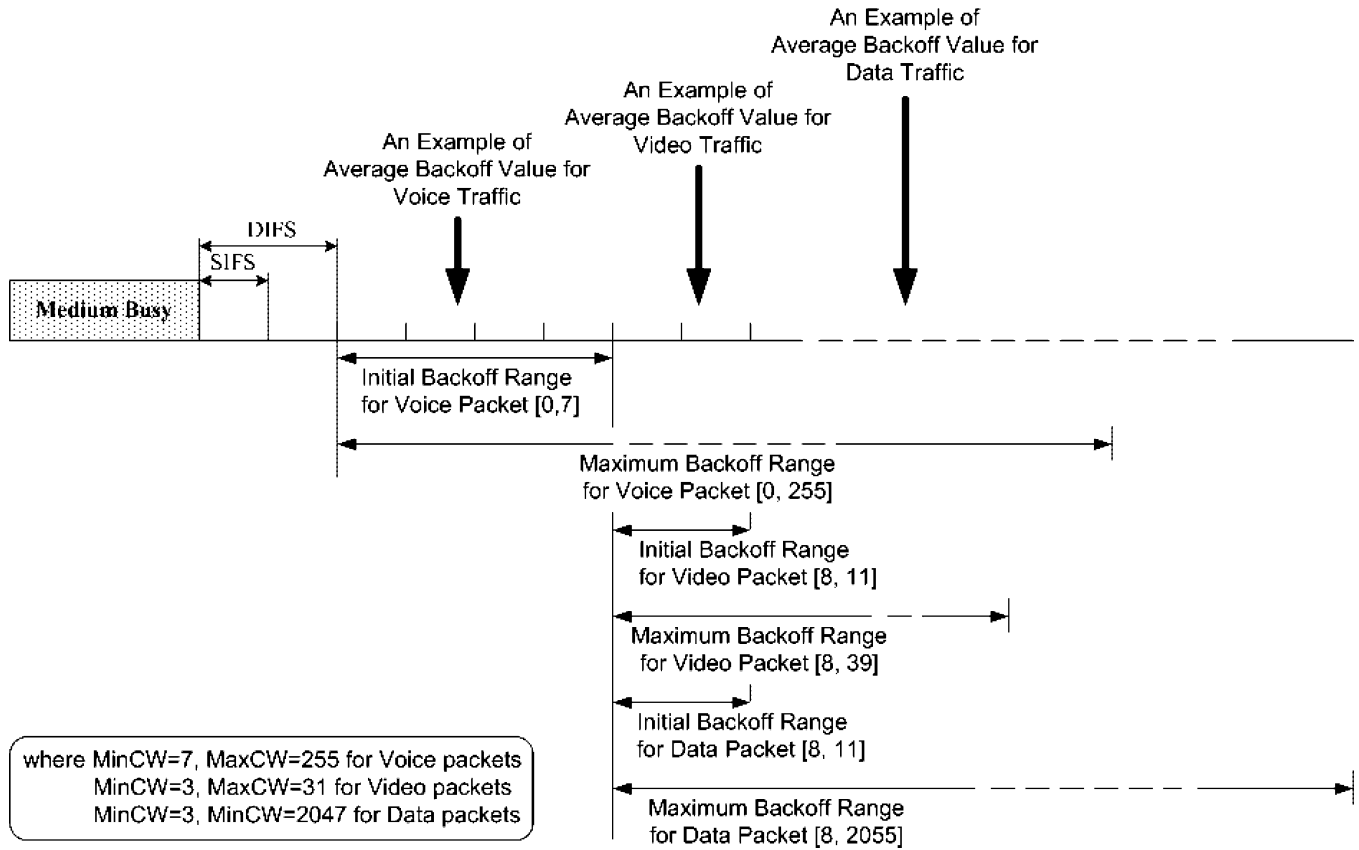 An Example of
Average Backoff Value for
Data Traffic
An Example of
Average Backoff Value for
Video Traffic
An Example of
Average Backoff Value for
Voice Traffic
DIFS
SIFS
Medium Busy
Initial Backoff Range
for Voice Packet [0,7]
Maximum Backoff Range
for Voice Packet [0, 255]
Initial Backoff Range
for Video Packet [8, 11]
Maximum Backoff Range
for Video Packet [8, 39]
Initial Backoff Range
for Data Packet [8, 11]
Maximum Backoff Range
for Data Packet [8, 2055]
where MinCW=7, MaxCW=255 for Voice packets
MinCW=3, MaxCW=31 for Video packets
MinCW=3, MinCW=2047 for Data packets